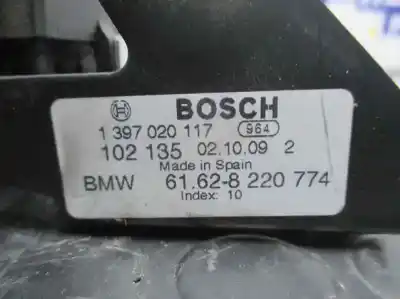 BOSCH
1 397 020 117 964
102 135 02.10.09 2
Made in Spain
BMW 61.62-8 220 774
Index: 10